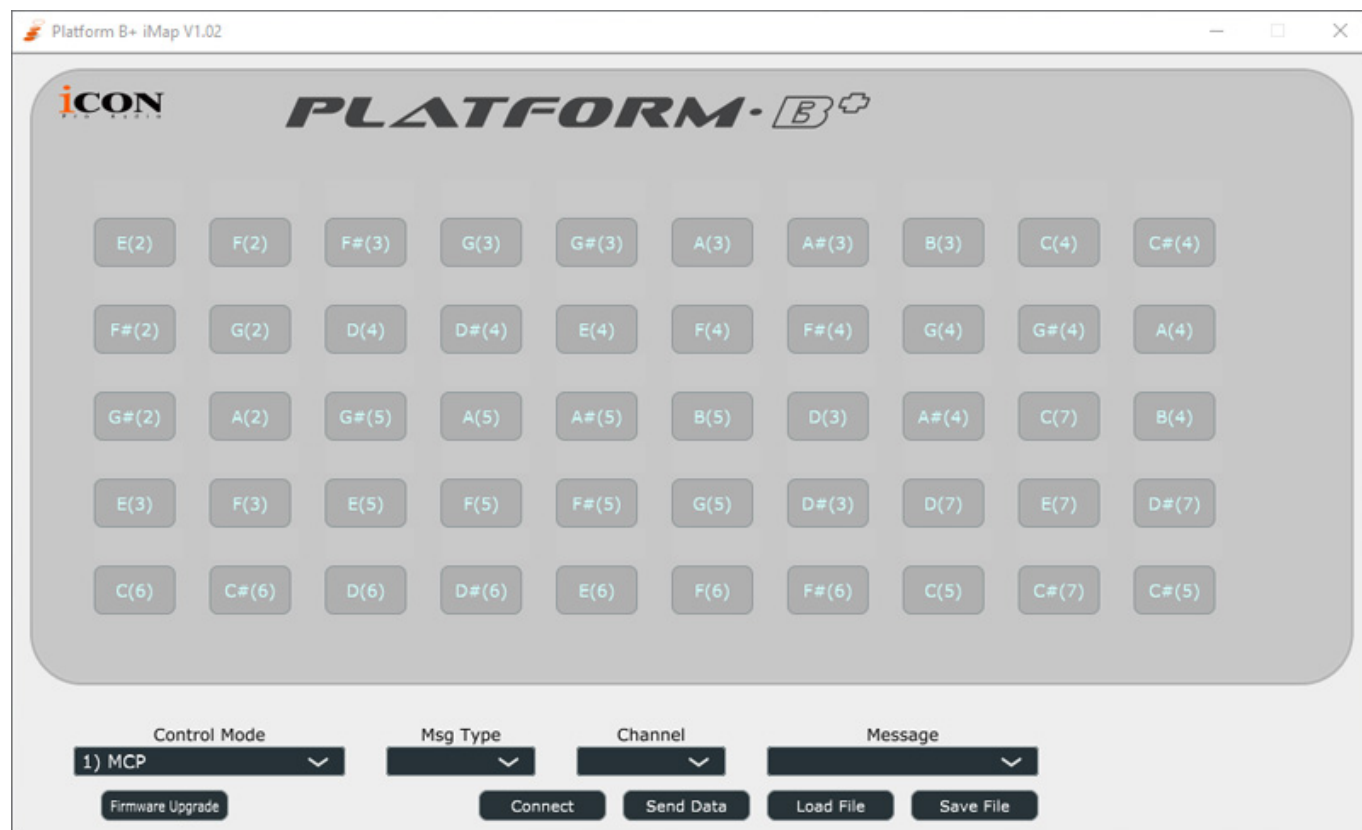 Platform B+ iMap V1.02
iCON
PRO AUDIO
PLATFORM·B+
E(2) F(2) F#(3) G(3) G#(3) A(3) A#(3) B(3) C(4) C#(4)
F#(2) G(2) D(4) D#(4) E(4) F(4) F#(4) G(4) G#(4) A(4)
G#(2) A(2) G#(5) A(5) A#(5) B(5) D(3) A#(4) C(7) B(4)
E(3) F(3) E(5) F(5) F#(5) G(5) D#(3) D(7) E(7) D#(7)
C(6) C#(6) D(6) D#(6) E(6) F(6) F#(6) C(5) C#(7) C#(5)
Control Mode Msg Type Channel Message
1) MCP
Firmware Upgrade Connect Send Data Load File Save File